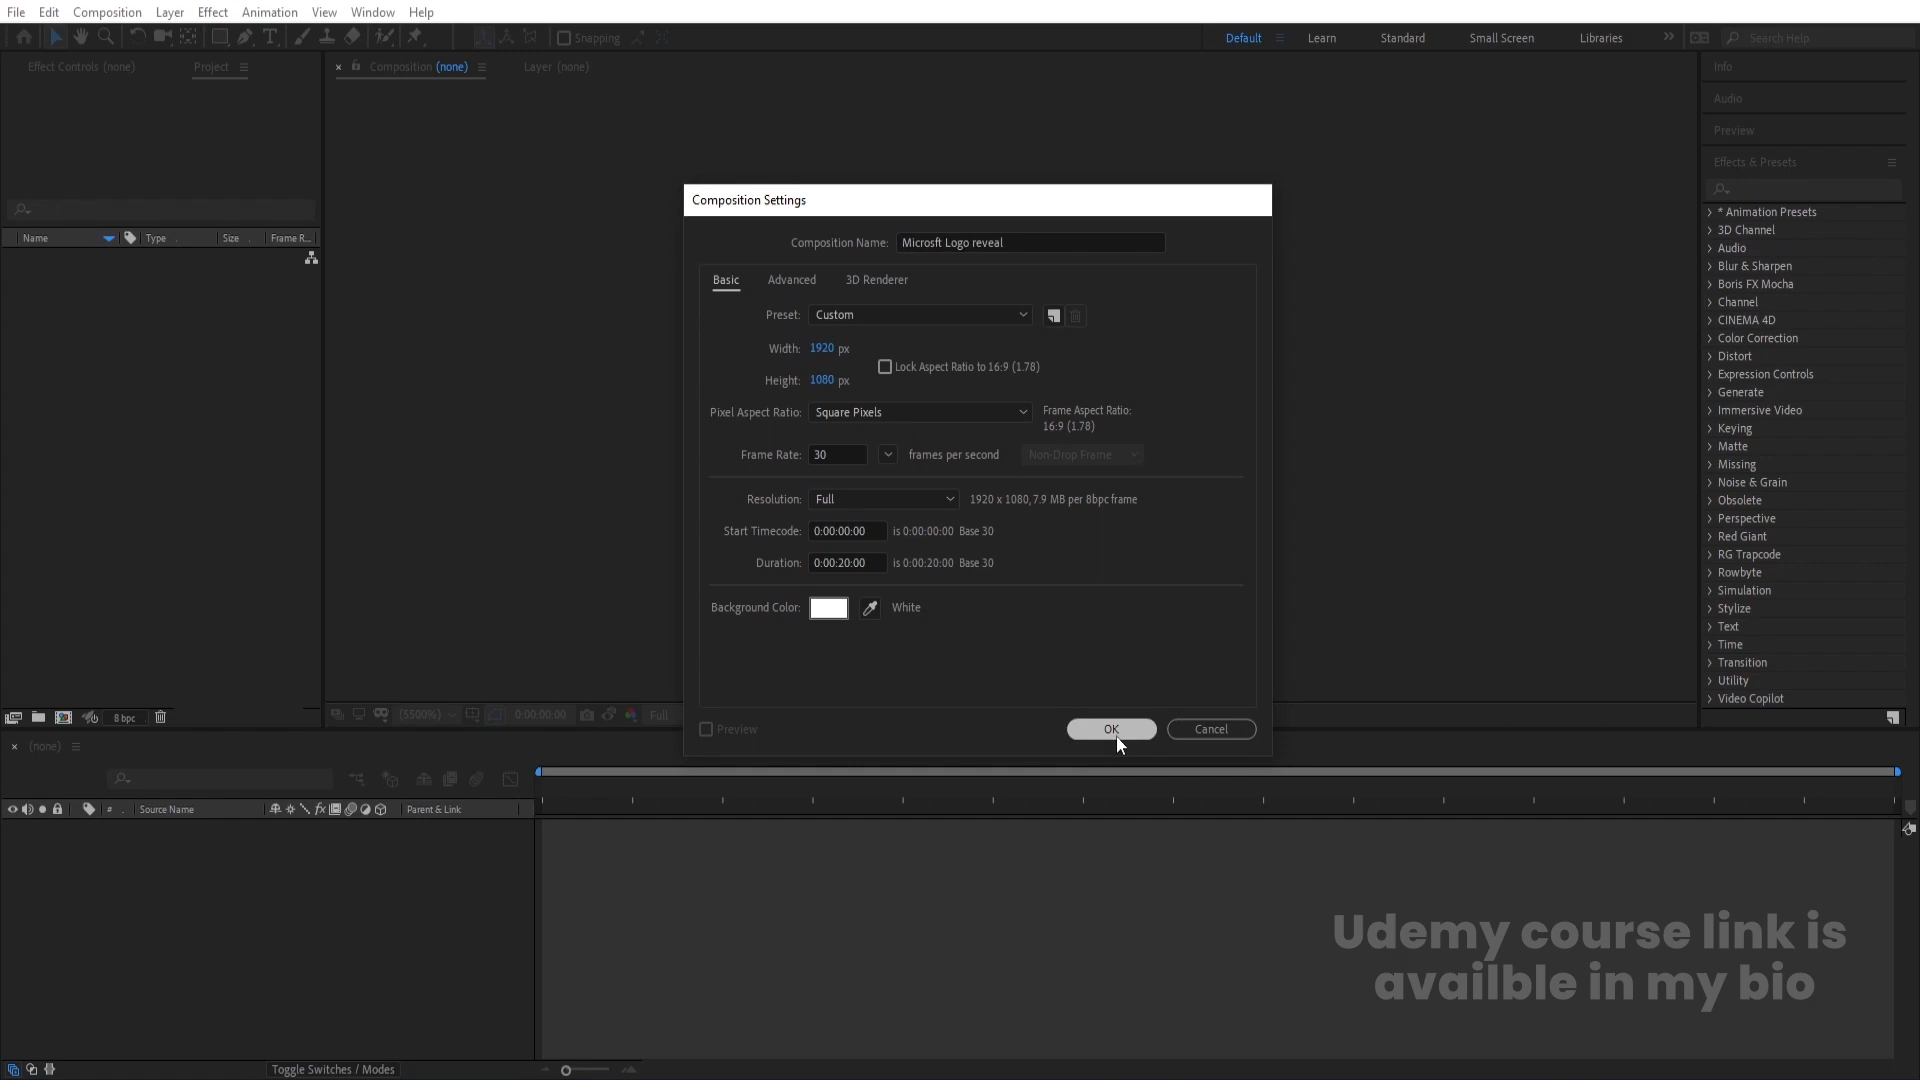 File Edit Composition Layer Effect Animation View Window Help
Snapping
Default Learn Standard Small Screen Libraries Search Help
Effect Controls (none) Project
Composition (none) Layer (none)
Info
Audio
Preview
Effects & Presets
Name Type Size Frame R...
Composition Settings
Composition Name: Microsft Logo reveal
Basic Advanced 3D Renderer
Preset: Custom
Width: 1920 px
Lock Aspect Ratio to 16:9 (1.78)
Height: 1080 px
Pixel Aspect Ratio: Square Pixels
Frame Aspect Ratio:
16:9 (1.78)
Frame Rate: 30 frames per second Non-Drop Frame
Resolution: Full 1920 x 1080, 7.9 MB per 8bpc frame
Start Timecode: 0:00:00:00 is 0:00:00:00 Base 30
Duration: 0:00:20:00 is 0:00:20:00 Base 30
Background Color: White
Preview OK Cancel
* Animation Presets
3D Channel
Audio
Blur & Sharpen
Boris FX Mocha
Channel
CINEMA 4D
Color Correction
Distort
Expression Controls
Generate
Immersive Video
Keying
Matte
Missing
Noise & Grain
Obsolete
Perspective
Red Giant
RG Trapcode
Rowbyte
Simulation
Stylize
Text
Time
Transition
Utility
Video Copilot
8 bpc
(5500%) 0:00:00:00 Full
(none)
# Source Name fx Parent & Link
Udemy course link is
availble in my bio
Toggle Switches / Modes